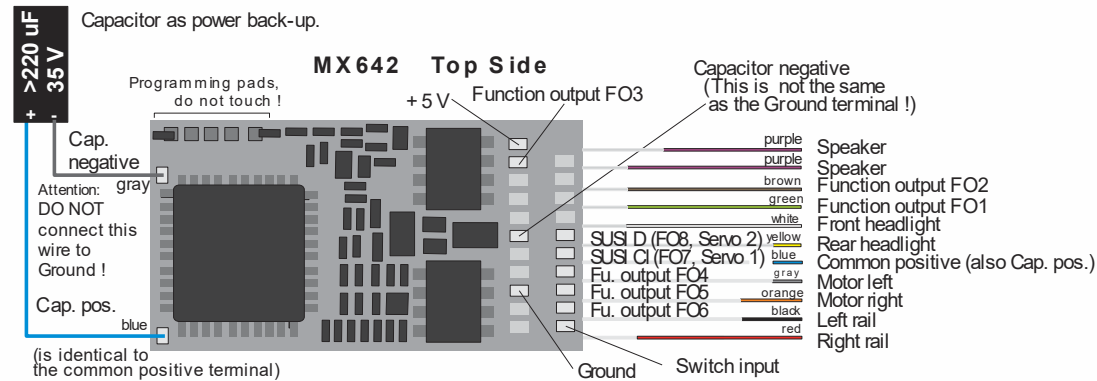 >220 uF
35 V
+ -
Capacitor as power back-up.
MX642 Top Side
Programming pads,
do not touch !
+ 5 V
Function output FO3
Capacitor negative
(This is not the same
as the Ground terminal !)
Cap.
negative
gray
Attention:
DO NOT
connect this
wire to
Ground !
Cap. pos.
blue
(is identical to
the common positive terminal)
purple Speaker
purple Speaker
brown Function output FO2
green Function output FO1
white Front headlight
SUSI D (FO8, Servo 2) yellow Rear headlight
SUSI Cl (FO7, Servo 1) blue Common positive (also Cap. pos.)
Fu. output FO4 gray Motor left
Fu. output FO5 orange Motor right
Fu. output FO6 black Left rail
red Right rail
Switch input
Ground